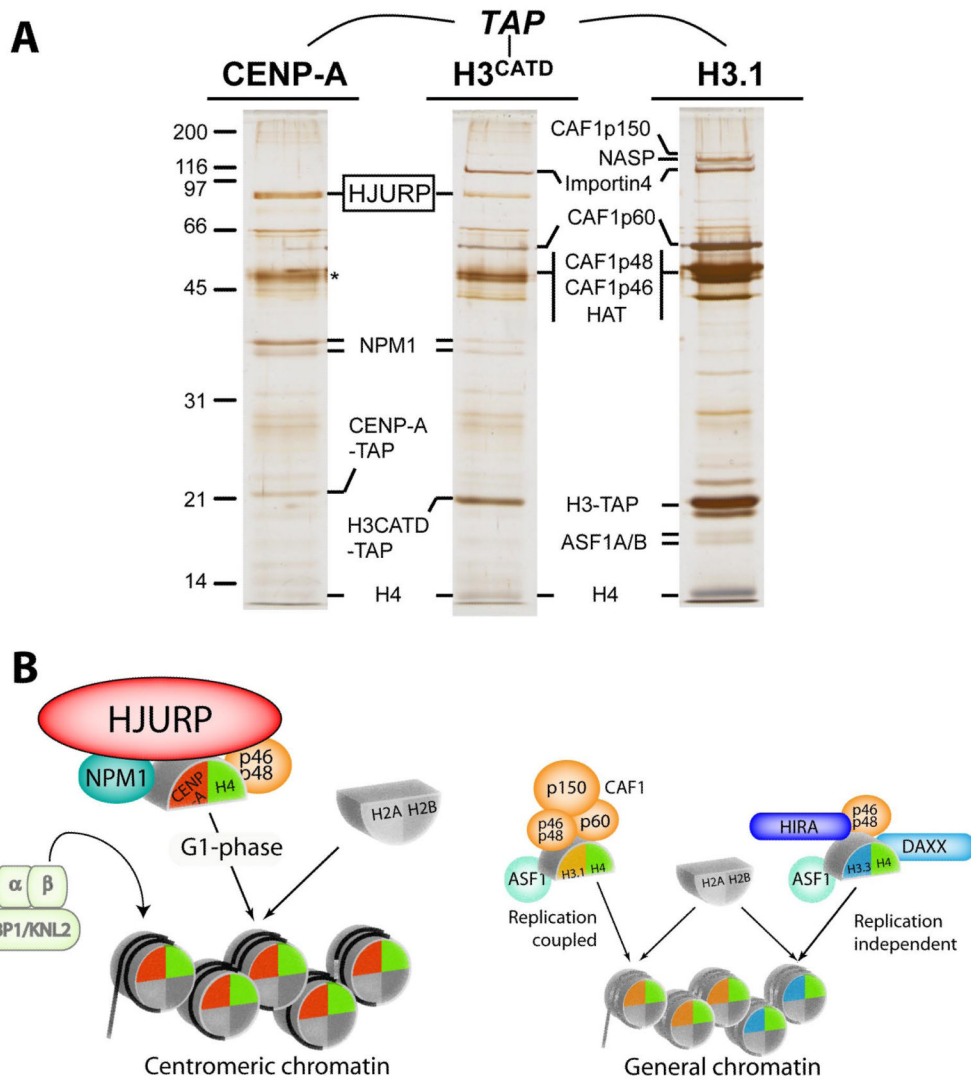 A
TAP
CENP-A
H3CATD
H3.1
200
116
97
66
45
31
21
14
HJURP
*
NPM1
CENP-A
-TAP
H3CATD
-TAP
H4
CAF1p150
NASP
Importin4
CAF1p60
CAF1p48
CAF1p46
HAT
H3-TAP
ASF1A/B
H4
B
HJURP
NPM1
CENP
-A
H4
p46
p48
H2A H2B
G1-phase
α β
BP1/KNL2
Centromeric chromatin
p150
CAF1
p46
p48
p60
ASF1
H3.1
H4
Replication
coupled
H2A H2B
HIRA
p46
p48
DAXX
ASF1
H3.3
H4
Replication
independent
General chromatin